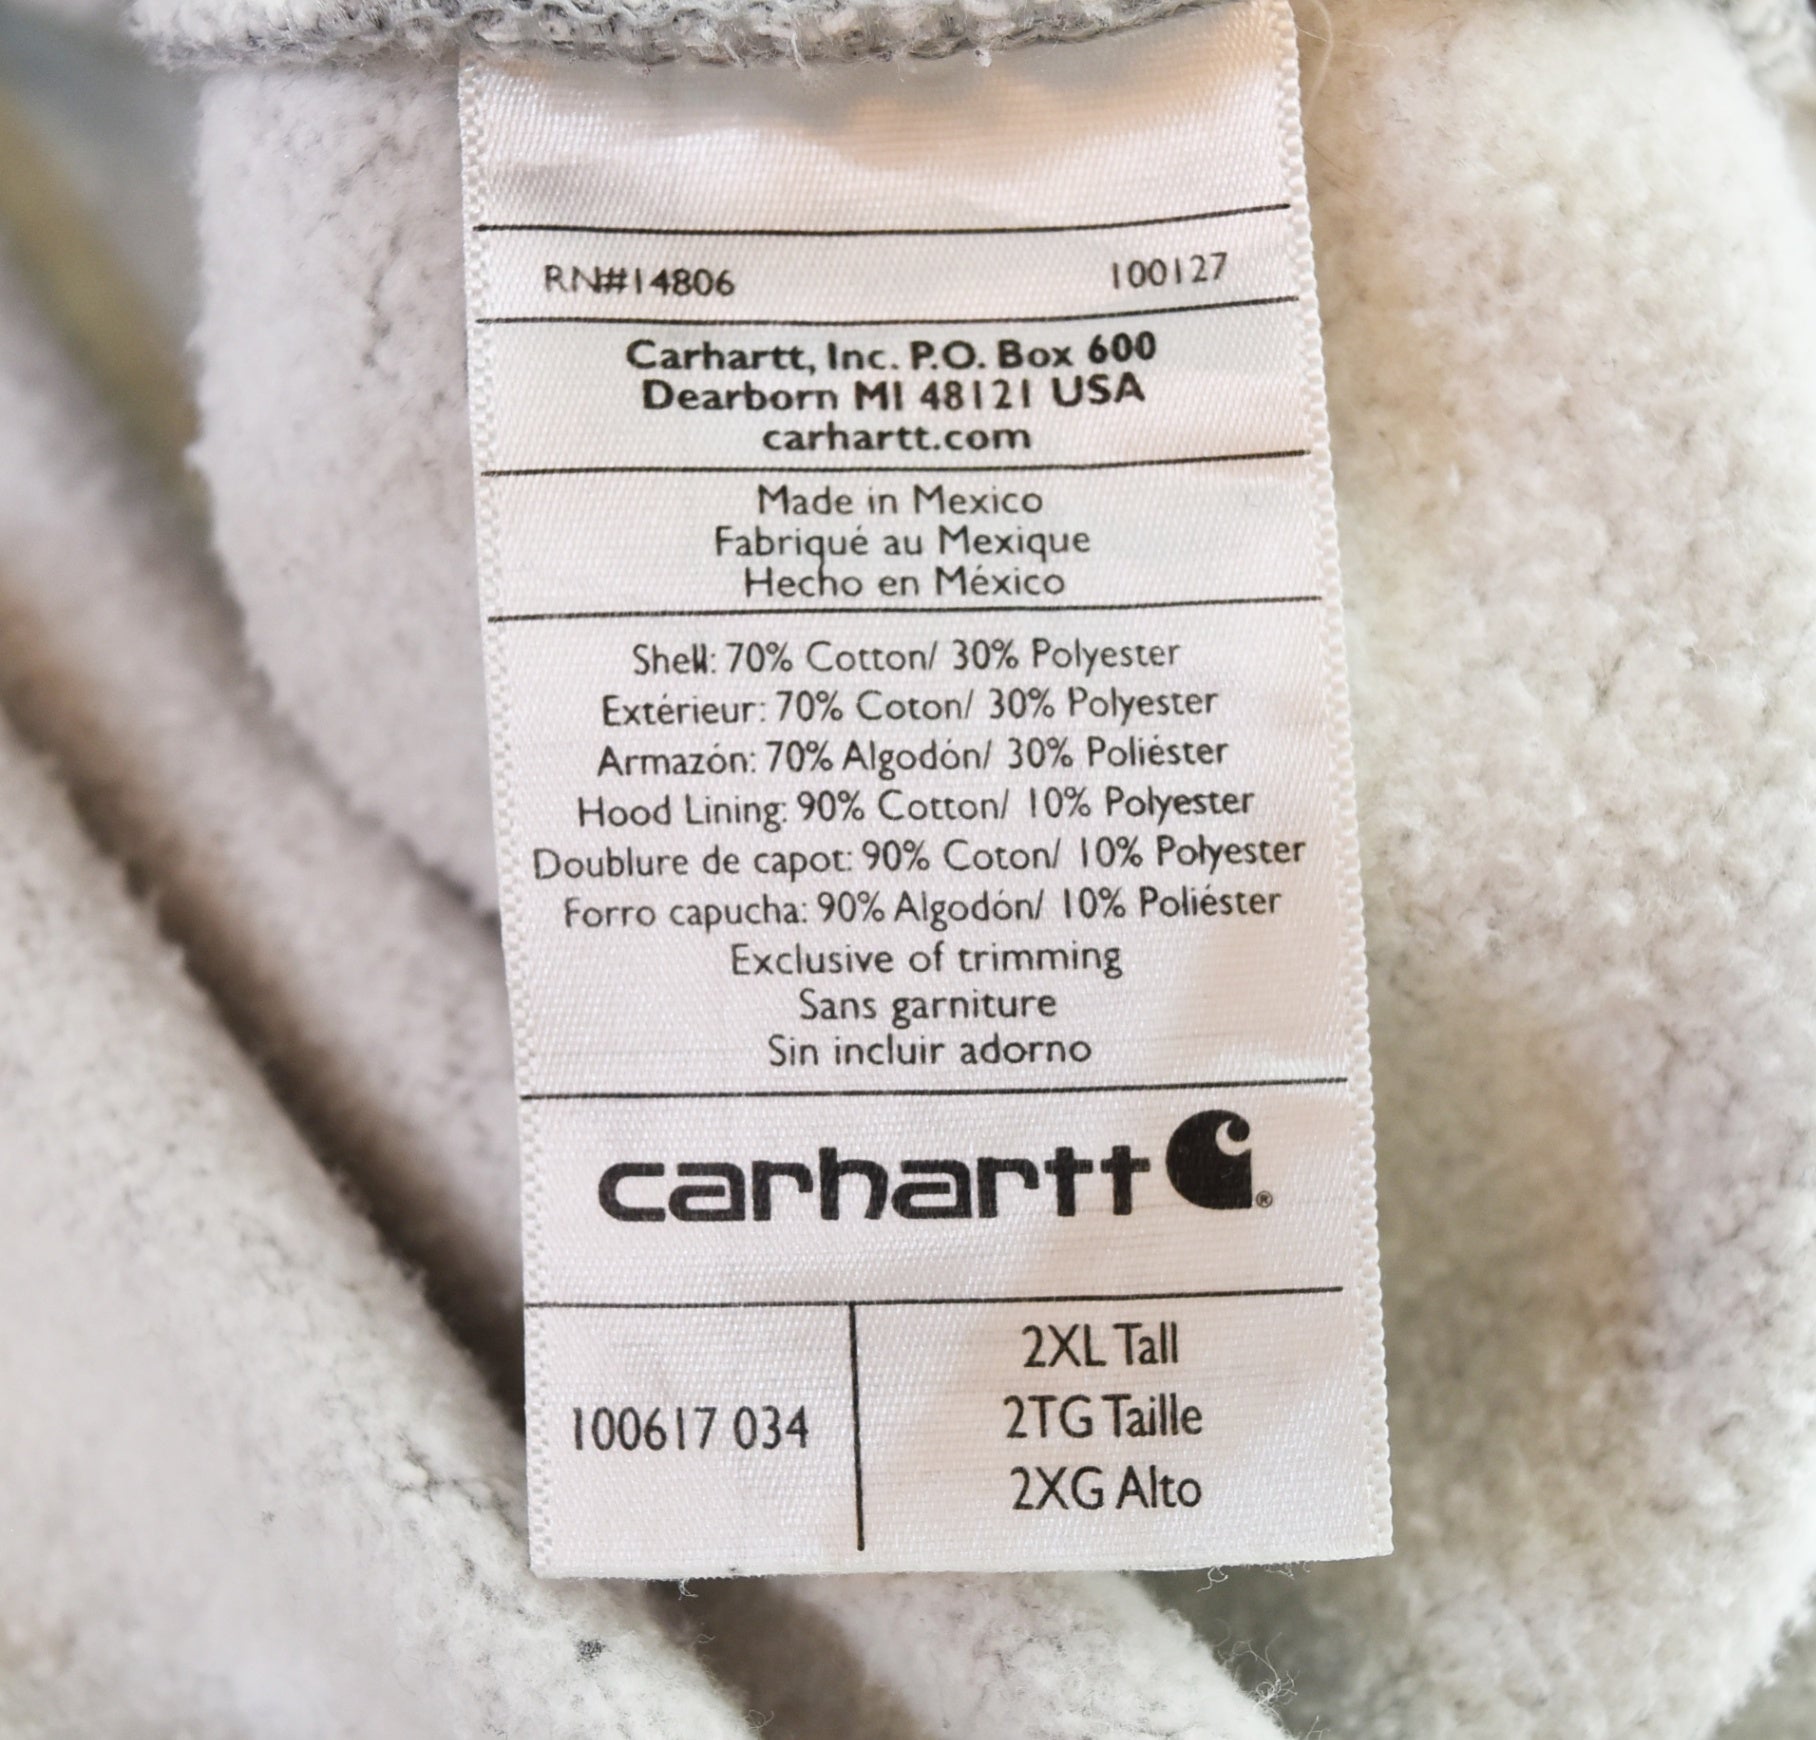 RN#14806 100127
Carhartt, Inc. P.O. Box 600
Dearborn MI 48121 USA
carhartt.com
Made in Mexico
Fabriqué au Mexique
Hecho en México
Shell: 70% Cotton/ 30% Polyester
Extérieur: 70% Coton/ 30% Polyester
Armazón: 70% Algodón/ 30% Poliéster
Hood Lining: 90% Cotton/ 10% Polyester
Doublure de capot: 90% Coton/ 10% Polyester
Forro capucha: 90% Algodón/ 10% Poliéster
Exclusive of trimming
Sans garniture
Sin incluir adorno
carhartt ®
100617 034
2XL Tall
2TG Taille
2XG Alto